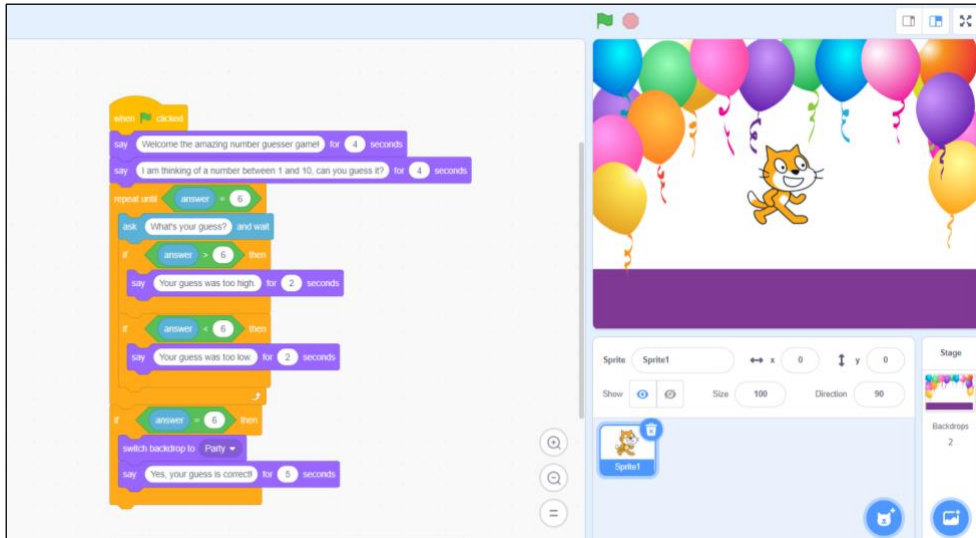 when clicked
say Welcome the amazing number guesser game! for 4 seconds
say I am thinking of a number between 1 and 10, can you guess it? for 4 seconds
repeat until answer = 6
ask What's your guess? and wait
if answer > 6 then
say Your guess was too high. for 2 seconds
if answer < 6 then
say Your guess was too low for 2 seconds
if answer = 6 then
switch backdrop to Party
say Yes, your guess is correct! for 5 seconds
Sprite Sprite1 x 0 y 0
Show Size 100 Direction 90
Sprite1
Stage
Backdrops
2